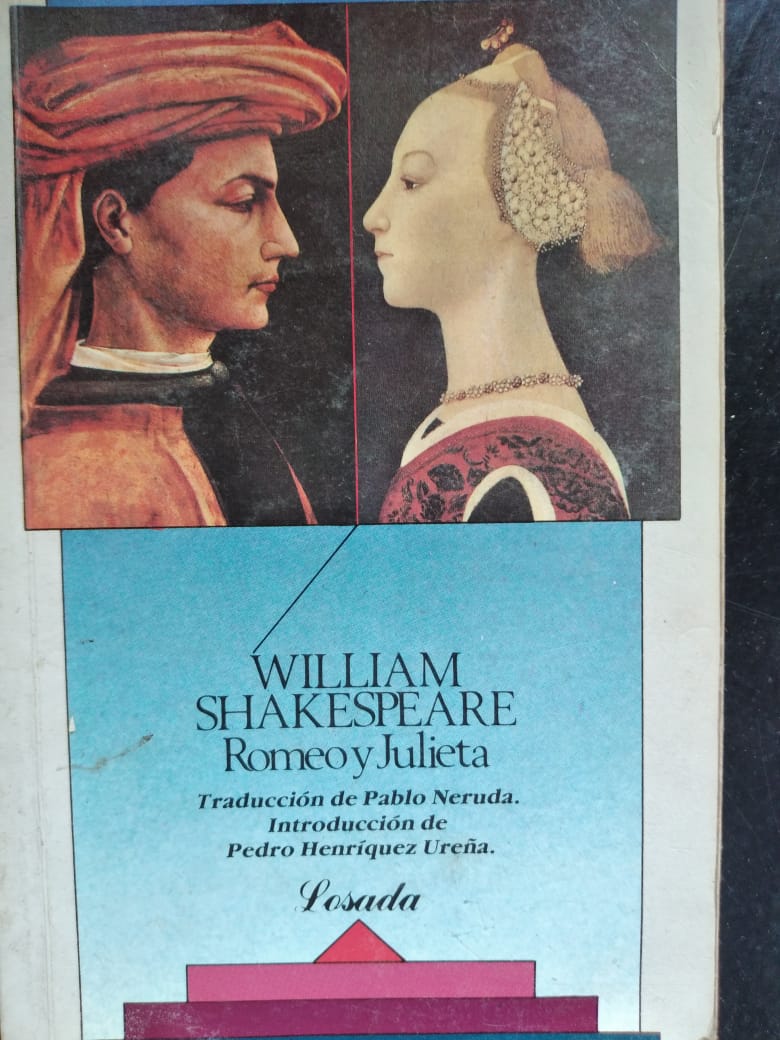 WILLIAM
SHAKESPEARE
Romeo y Julieta
Traducción de Pablo Neruda.
Introducción de
Pedro Henríquez Ureña.
Losada